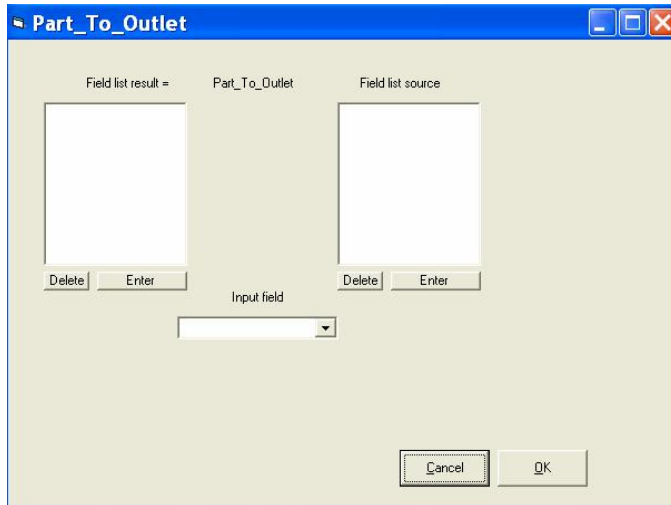 Part_To_Outlet
Field list result = Part_To_Outlet Field list source
Delete Enter Delete Enter
Input field
Cancel OK